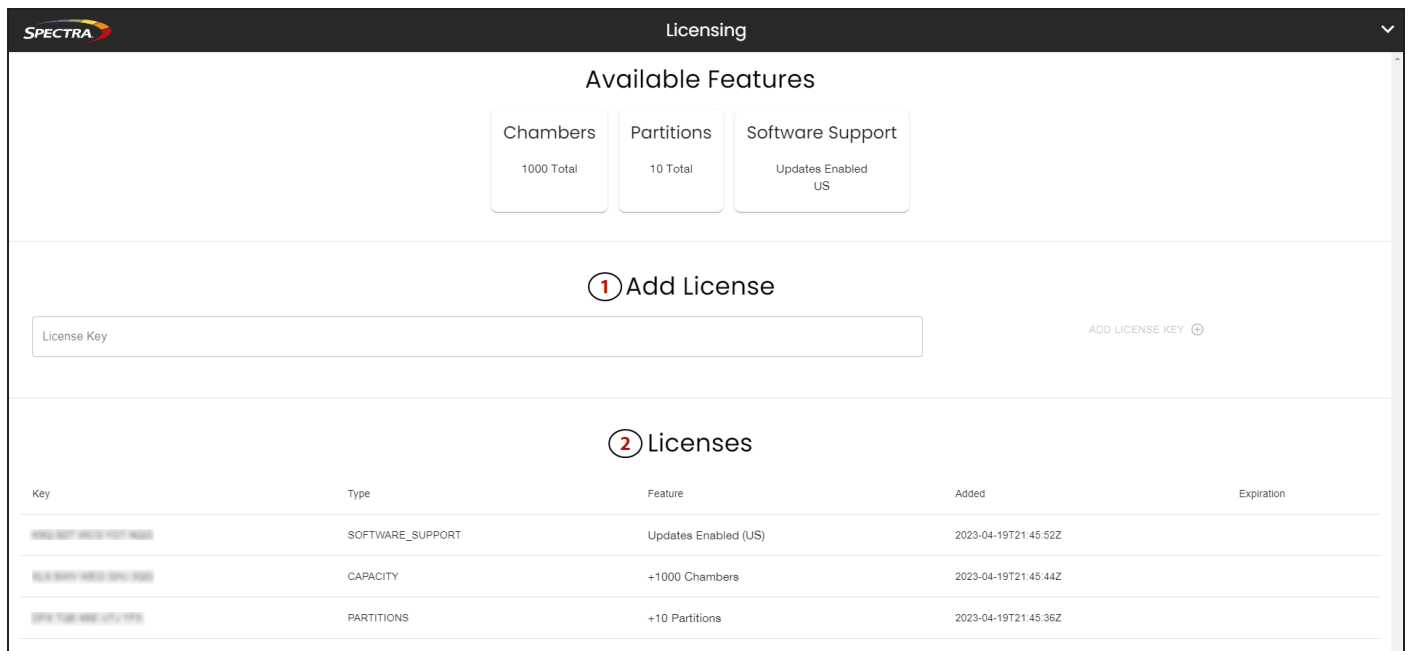 SPECTRA
Licensing
Available Features
Chambers
1000 Total
Partitions
10 Total
Software Support
Updates Enabled
US
1 Add License
License Key
ADD LICENSE KEY
2 Licenses
Key Type Feature Added Expiration
SOFTWARE_SUPPORT Updates Enabled (US) 2023-04-19T21:45:52Z
CAPACITY +1000 Chambers 2023-04-19T21:45:44Z
PARTITIONS +10 Partitions 2023-04-19T21:45:36Z